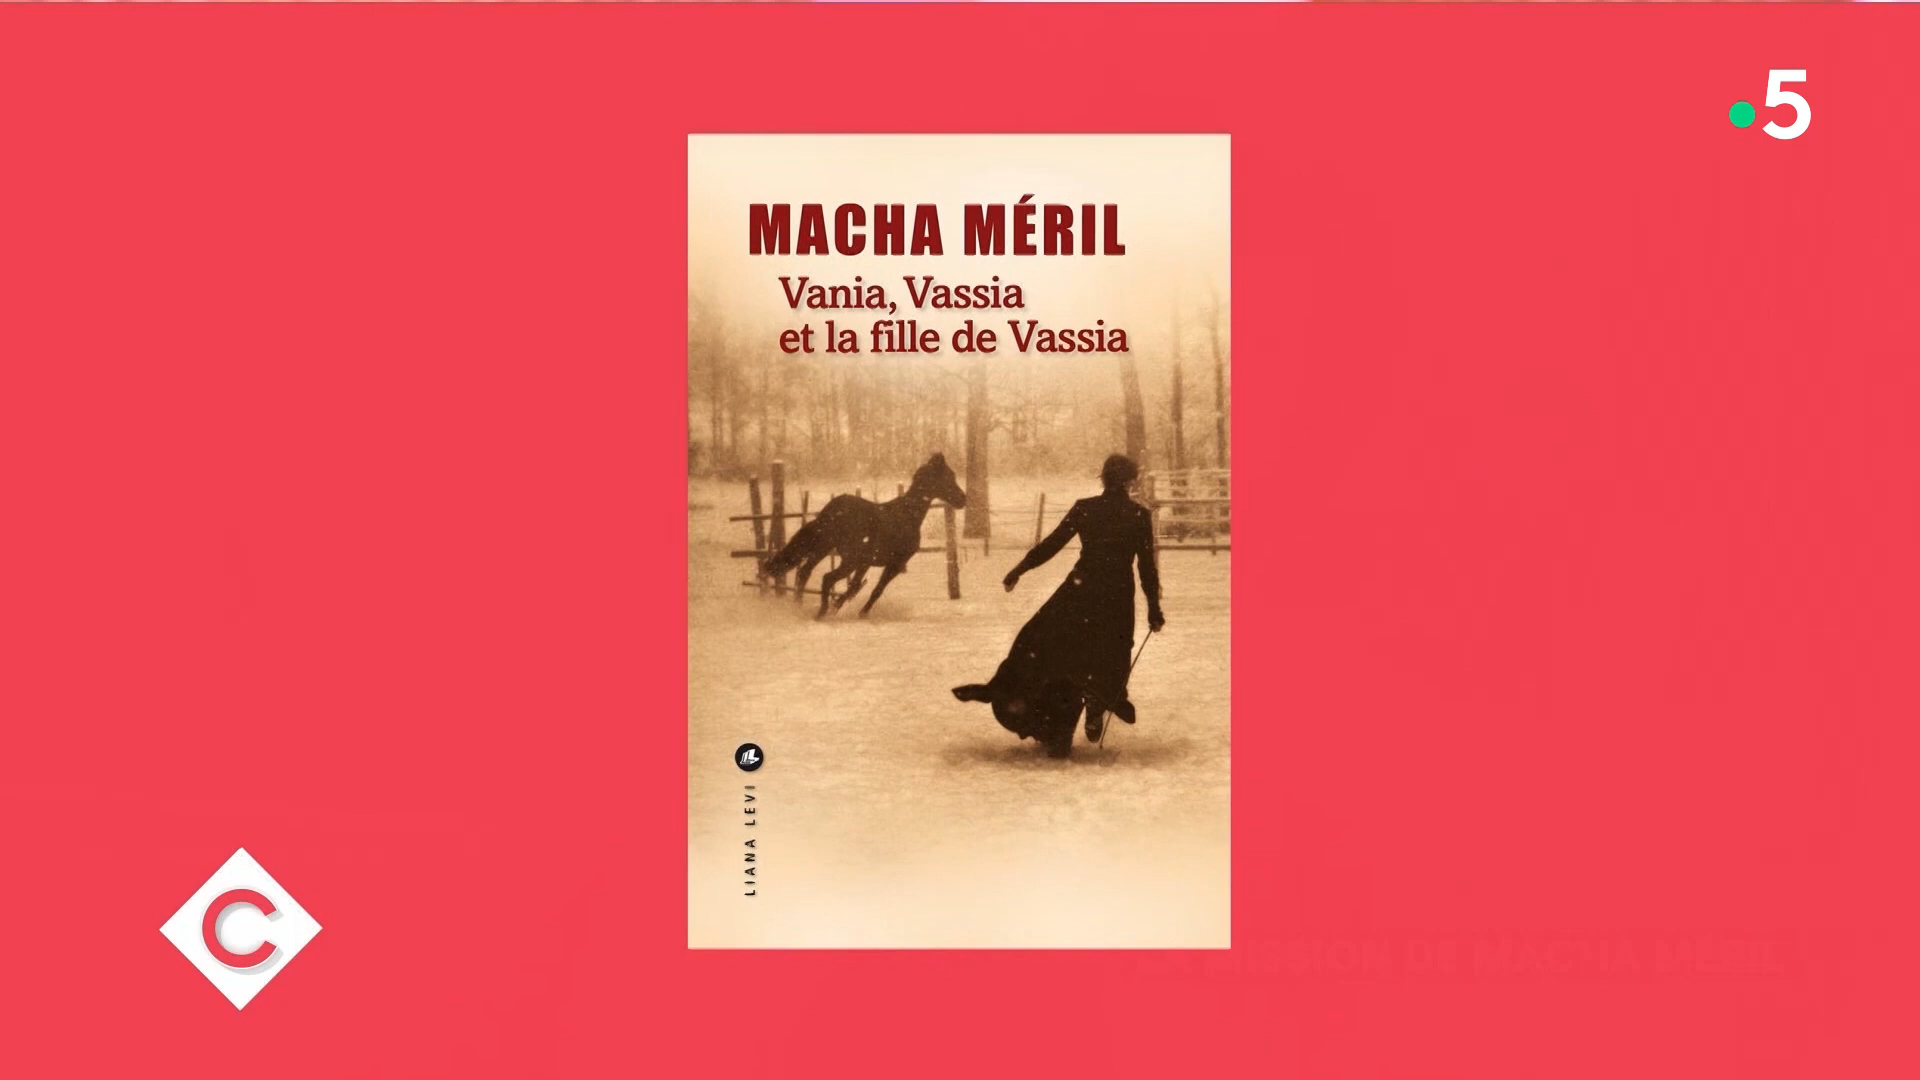 5
MACHA MÉRIL
Vania, Vassia
et la fille de Vassia
LIANA LEVI
C